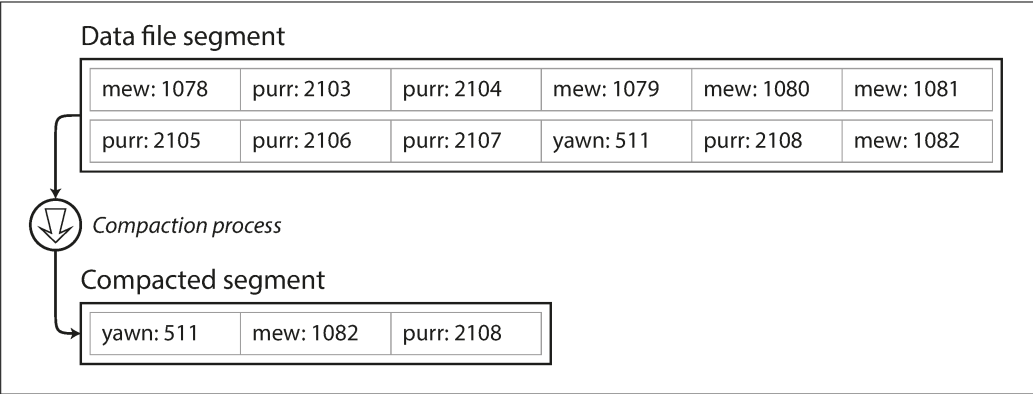 Data file segment
mew: 1078 purr: 2103 purr: 2104 mew: 1079 mew: 1080 mew: 1081
purr: 2105 purr: 2106 purr: 2107 yawn: 511 purr: 2108 mew: 1082
Compaction process
Compacted segment
yawn: 511 mew: 1082 purr: 2108